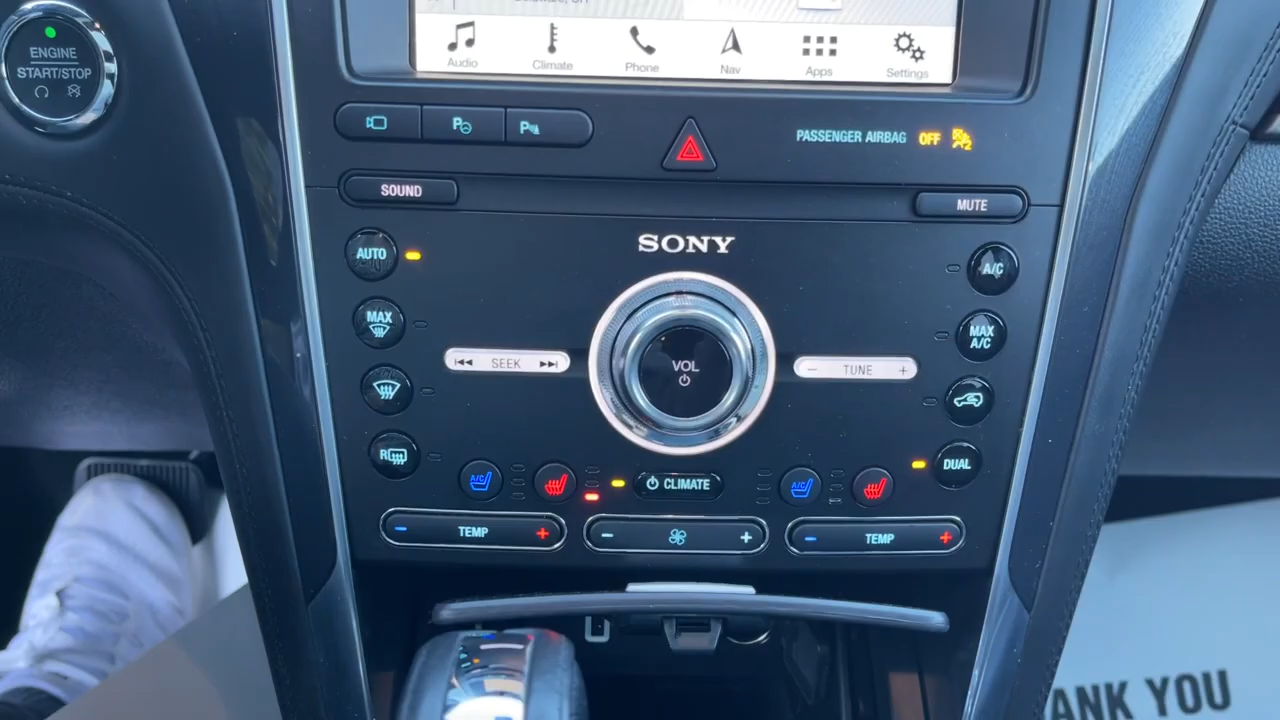 Audio
Climate
Phone
Nav
Apps
Settings
ENGINE
START/STOP
P
P
PASSENGER AIRBAG OFF
2
SOUND
MUTE
SONY
AUTO
A/C
MAX
MAX
A/C
SEEK
VOL
TUNE
R
DUAL
A/C
CLIMATE
A/C
TEMP
TEMP
ANK YOU